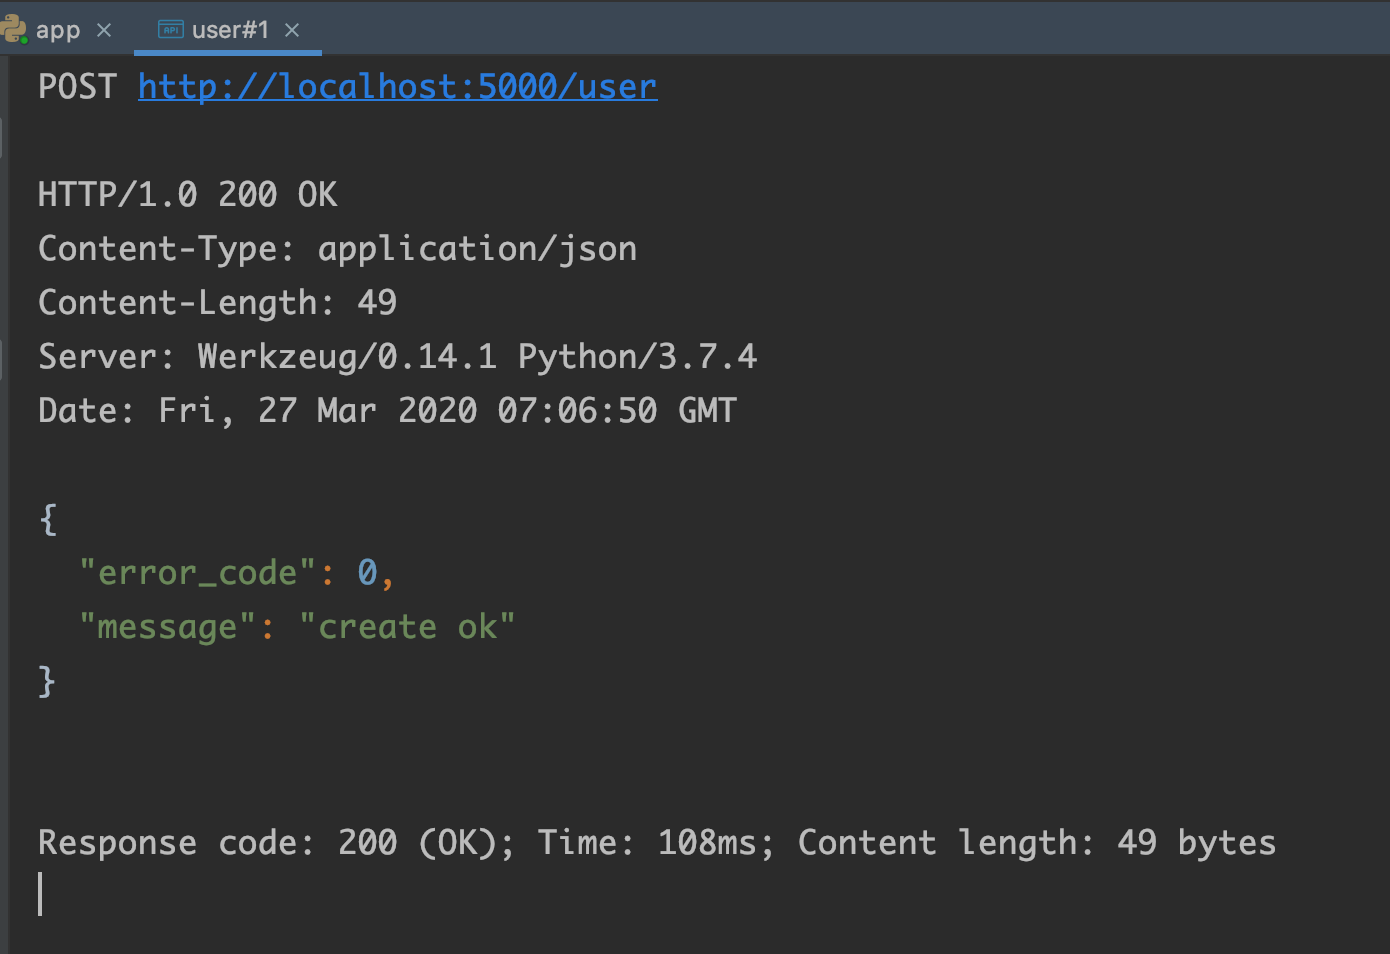 app × API user#1 ×
POST http://localhost:5000/user
HTTP/1.0 200 OK
Content-Type: application/json
Content-Length: 49
Server: Werkzeug/0.14.1 Python/3.7.4
Date: Fri, 27 Mar 2020 07:06:50 GMT
{
  "error_code": 0,
  "message": "create ok"
}
Response code: 200 (OK); Time: 108ms; Content length: 49 bytes